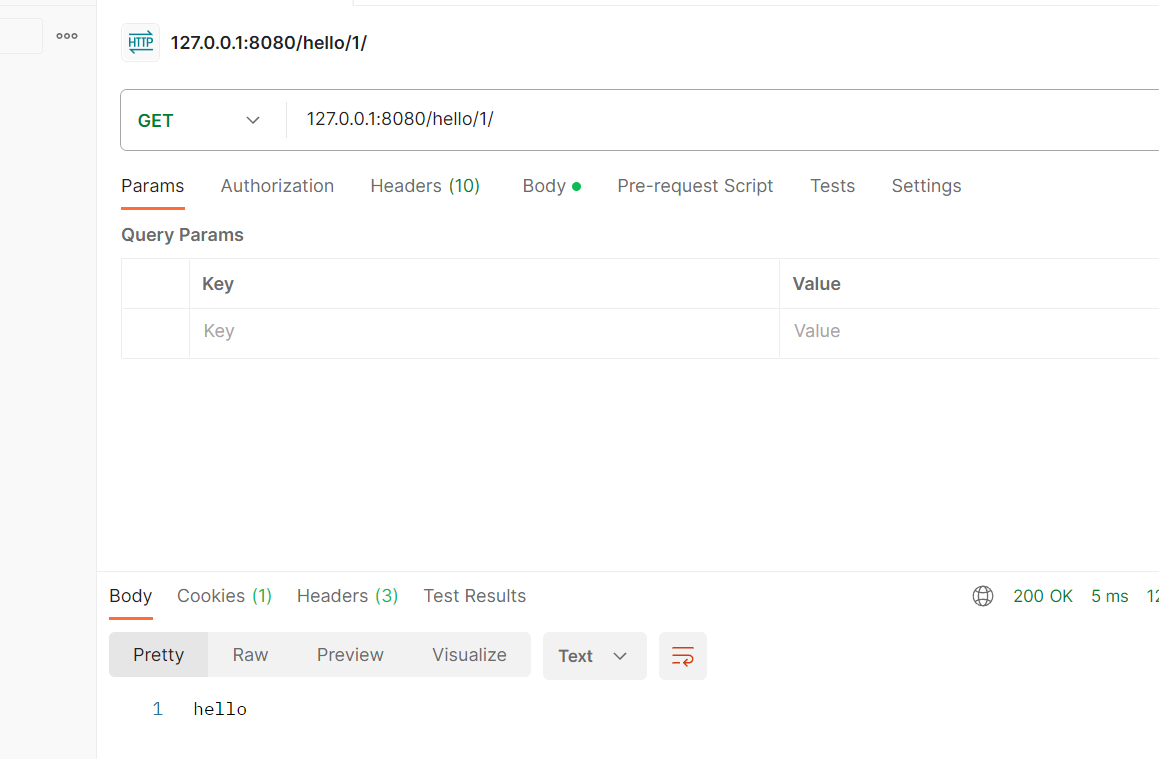 HTTP 127.0.0.1:8080/hello/1/
GET 127.0.0.1:8080/hello/1/
Params Authorization Headers (10) Body Pre-request Script Tests Settings
Query Params
Key Value
Key Value
Body Cookies (1) Headers (3) Test Results 200 OK 5 ms 12
Pretty Raw Preview Visualize Text
1 hello